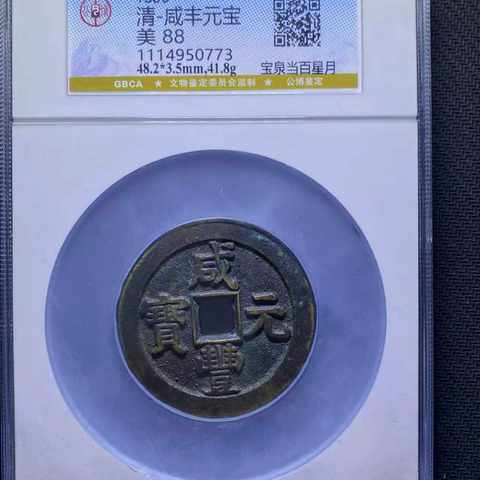 清-咸丰元宝
美 88
1114950773
48.2*3.5mm,41.8g 宝泉当百星月
GBCA ★ 文物鉴定委员会监制 ★ 公博鉴定
咸
寶 元
豐